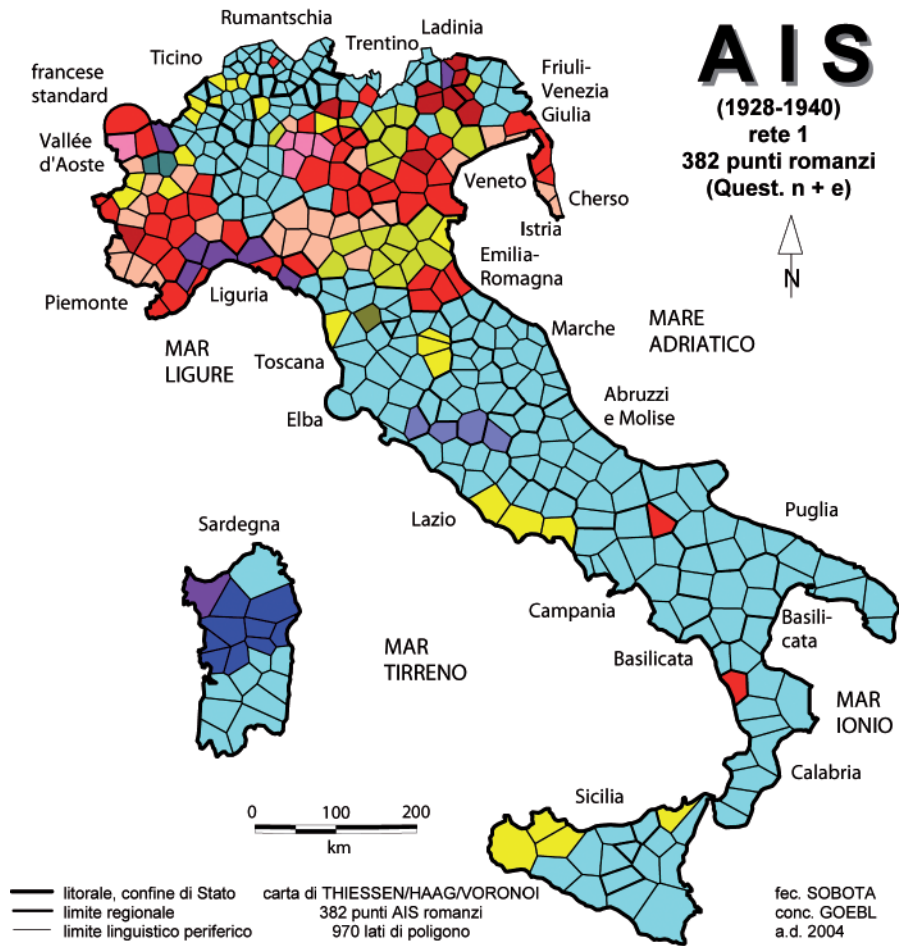 Rumantschia
Ladinia
Trentino
Ticino
francese
standard
Friuli-
Venezia
Giulia
Vallée
d'Aoste
AIS
(1928-1940)
rete 1
382 punti romanzi
(Quest. n + e)
N
Veneto
Cherso
Istria
Emilia-
Romagna
Piemonte
Liguria
MAR
LIGURE
Marche
MARE
ADRIATICO
Toscana
Elba
Abruzzi
e Molise
Lazio
Puglia
Sardegna
Campania
Basili-
cata
Basilicata
MAR
TIRRENO
MAR
IONIO
Calabria
Sicilia
0 100 200
km
litorale, confine di Stato
limite regionale
limite linguistico periferico
carta di THIESSEN/HAAG/VORONOI
382 punti AIS romanzi
970 lati di poligono
fec. SOBOTA
conc. GOEBL
a.d. 2004